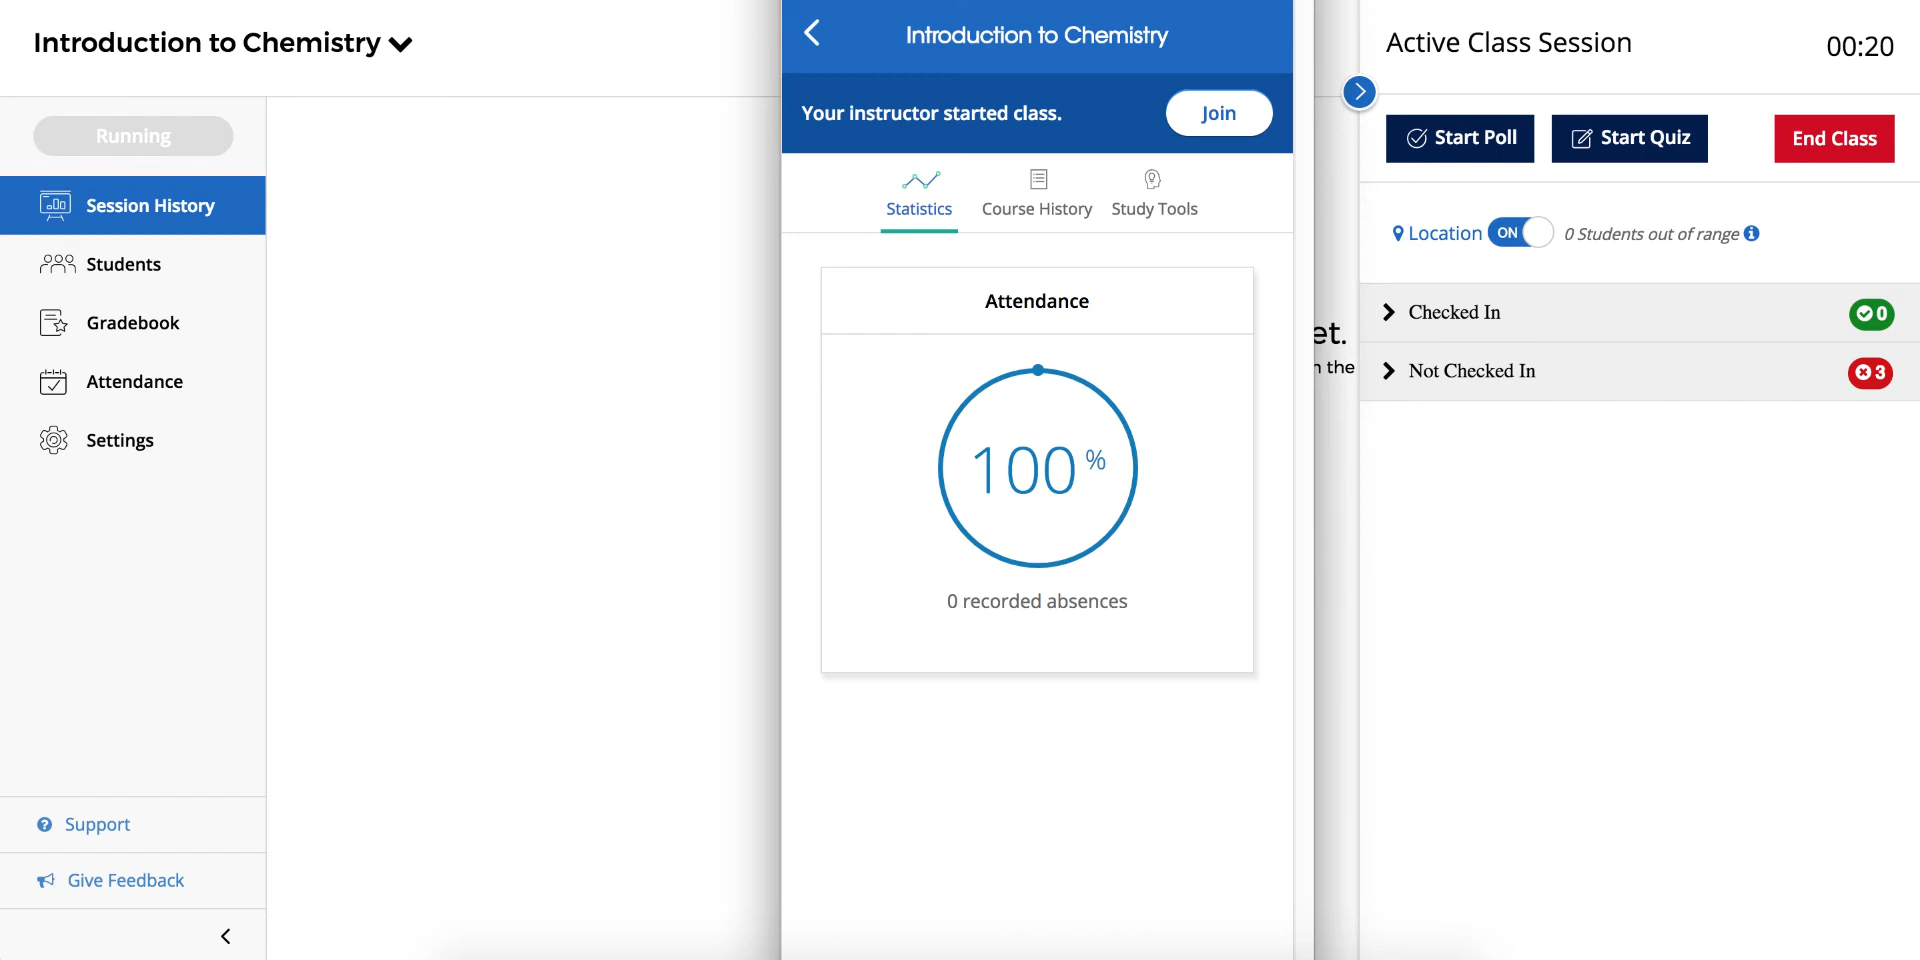 Introduction to Chemistry
Running
Session History
Students
Gradebook
Attendance
Settings
Support
Give Feedback
Introduction to Chemistry
Your instructor started class.
Join
Statistics
Course History
Study Tools
Attendance
100 %
0 recorded absences
et.
n the
Active Class Session
00:20
Start Poll
Start Quiz
End Class
Location
ON
0 Students out of range
Checked In
0
Not Checked In
3